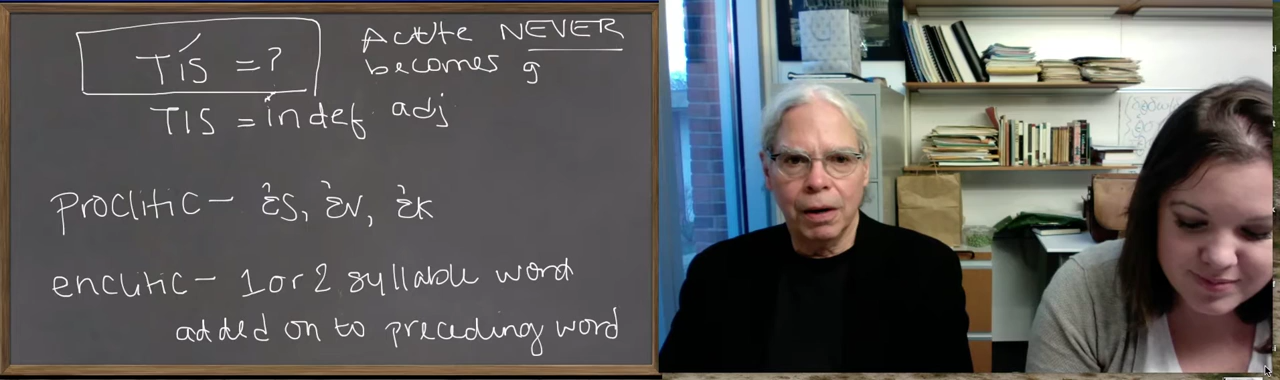 τίς = ?
τις = indef. adj
Acute NEVER
becomes g
proclitic – ἐς, ἐν, ἐκ
enclitic – 1 or 2 syllable word
added on to preceding word